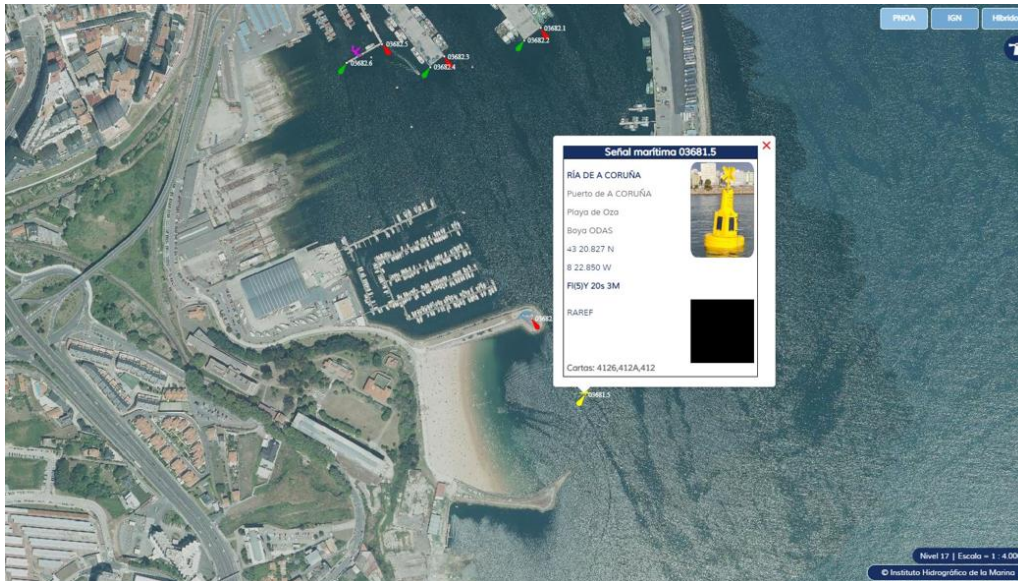 PNOA
IGN
Híbrido
03682.1
03682.2
03682.5
03682.3
03682.6
03682.4
Señal marítima 03681.5
RÍA DE A CORUÑA
Puerto de A CORUÑA
Playa de Oza
Boya ODAS
43 20.827 N
8 22.850 W
Fl(5)Y 20s 3M
RAREF
Cartas: 4126,412A,412
03682.
03681.5
Nivel 17 | Escala = 1 : 4.000
© Instituto Hidrográfico de la Marina